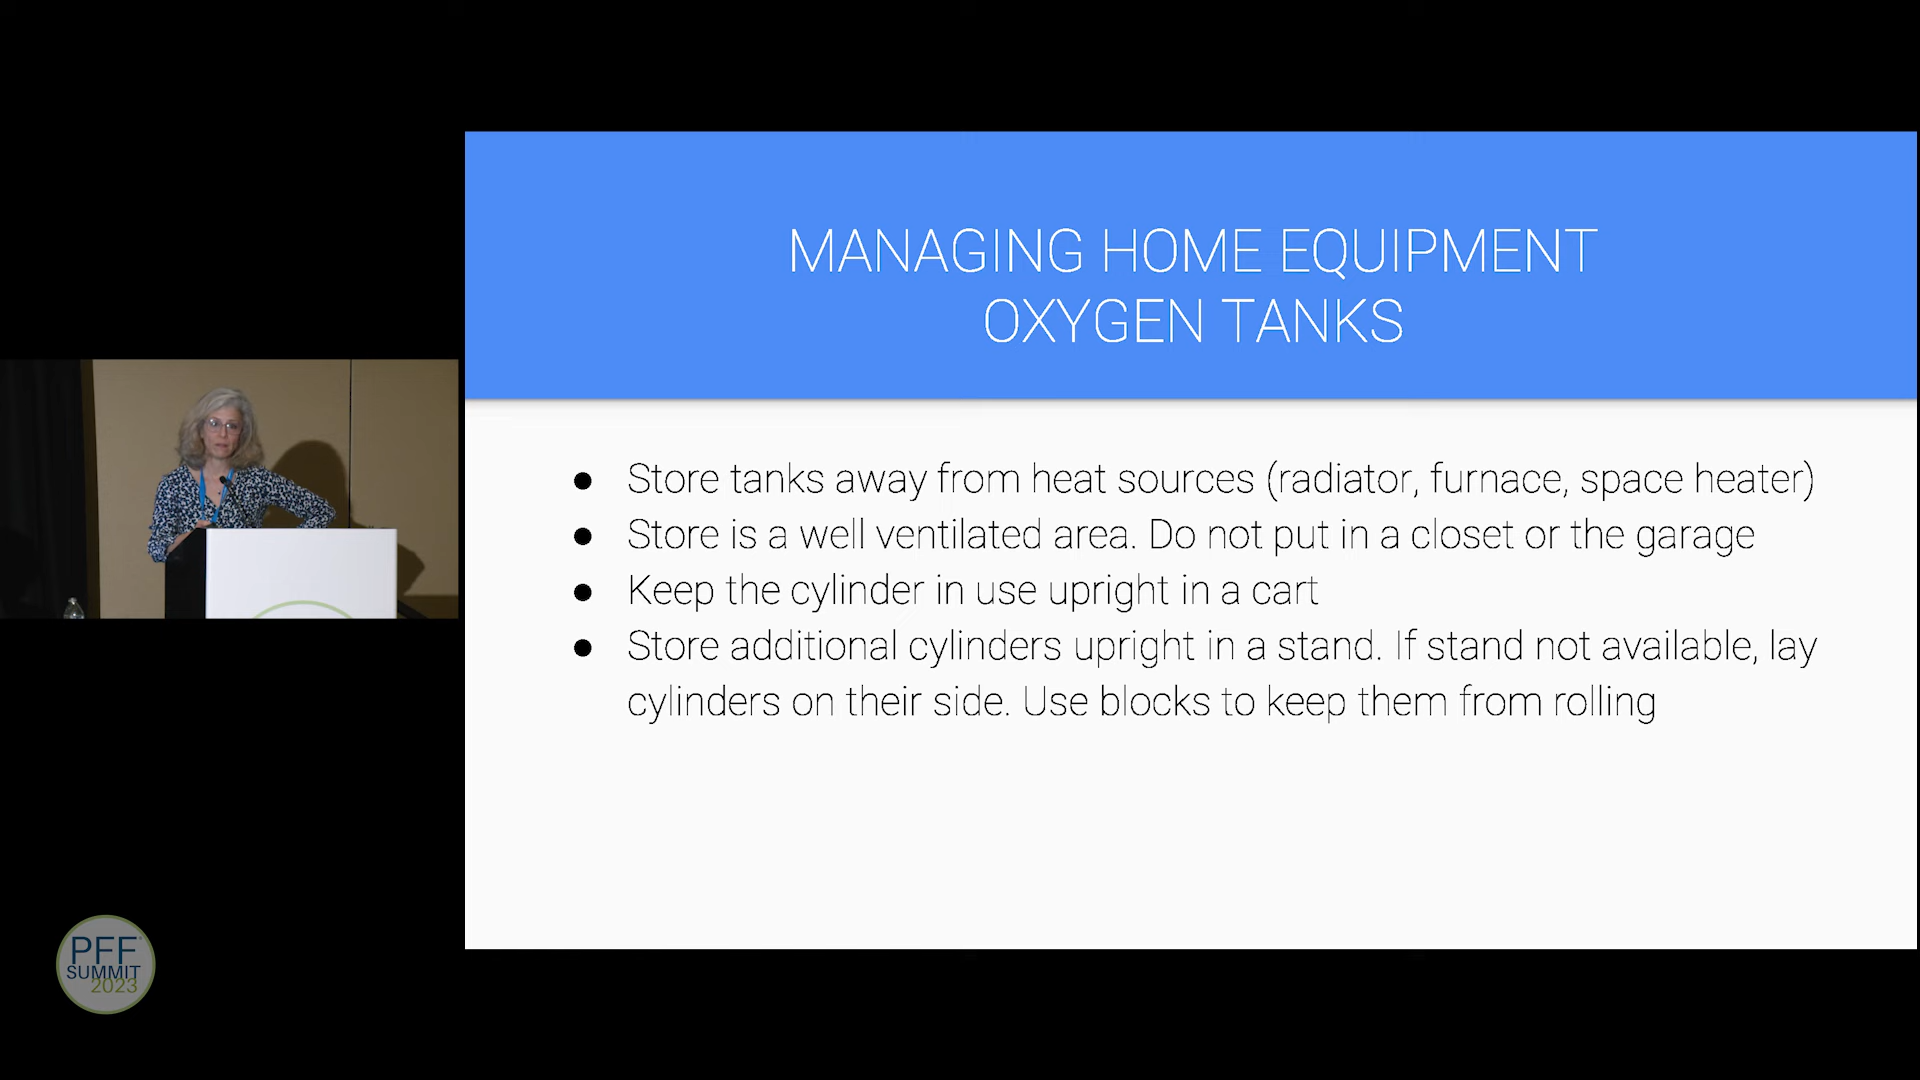 MANAGING HOME EQUIPMENT
OXYGEN TANKS
● Store tanks away from heat sources (radiator, furnace, space heater)
● Store is a well ventilated area. Do not put in a closet or the garage
● Keep the cylinder in use upright in a cart
● Store additional cylinders upright in a stand. If stand not available, lay
cylinders on their side. Use blocks to keep them from rolling
PFF
SUMMIT
2023